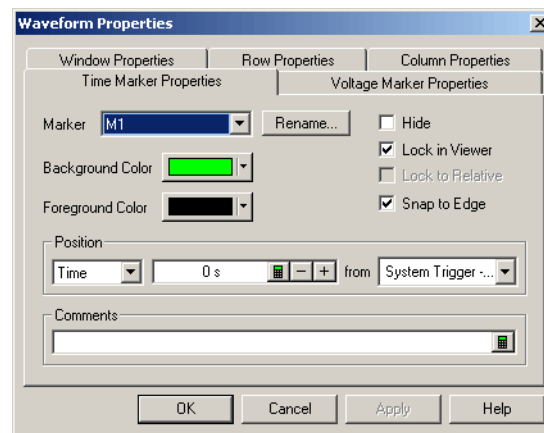 Waveform Properties
Window Properties Row Properties Column Properties
Time Marker Properties Voltage Marker Properties
Marker M1 Rename... Hide
Lock in Viewer
Background Color
Lock to Relative
Foreground Color Snap to Edge
Position
Time 0 s from System Trigger -...
Comments
OK Cancel Apply Help